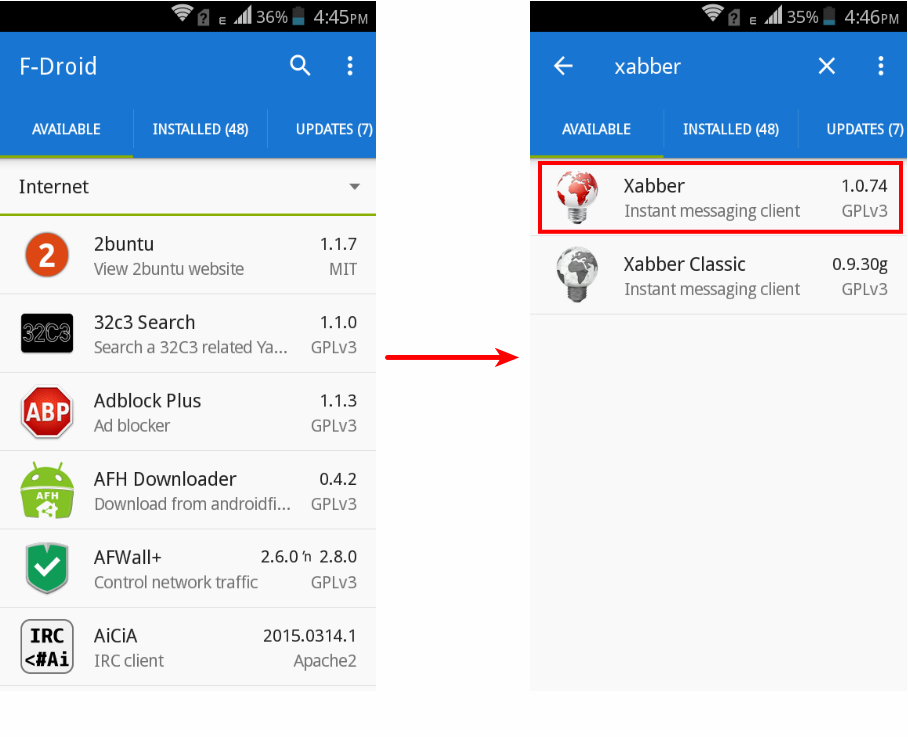 E 36% 4:45PM
F-Droid
AVAILABLE INSTALLED (48) UPDATES (7)
Internet
2
2buntu 1.1.7
View 2buntu website MIT
32C3
32c3 Search 1.1.0
Search a 32C3 related Ya... GPLv3
ABP
Adblock Plus 1.1.3
Ad blocker GPLv3
AFH
AFH Downloader 0.4.2
Download from androidfi... GPLv3
AFWall+ 2.6.0 'n 2.8.0
Control network traffic GPLv3
IRC
<#Ai
AiCiA 2015.0314.1
IRC client Apache2
E 35% 4:46PM
xabber
AVAILABLE INSTALLED (48) UPDATES (7)
Xabber 1.0.74
Instant messaging client GPLv3
Xabber Classic 0.9.30g
Instant messaging client GPLv3